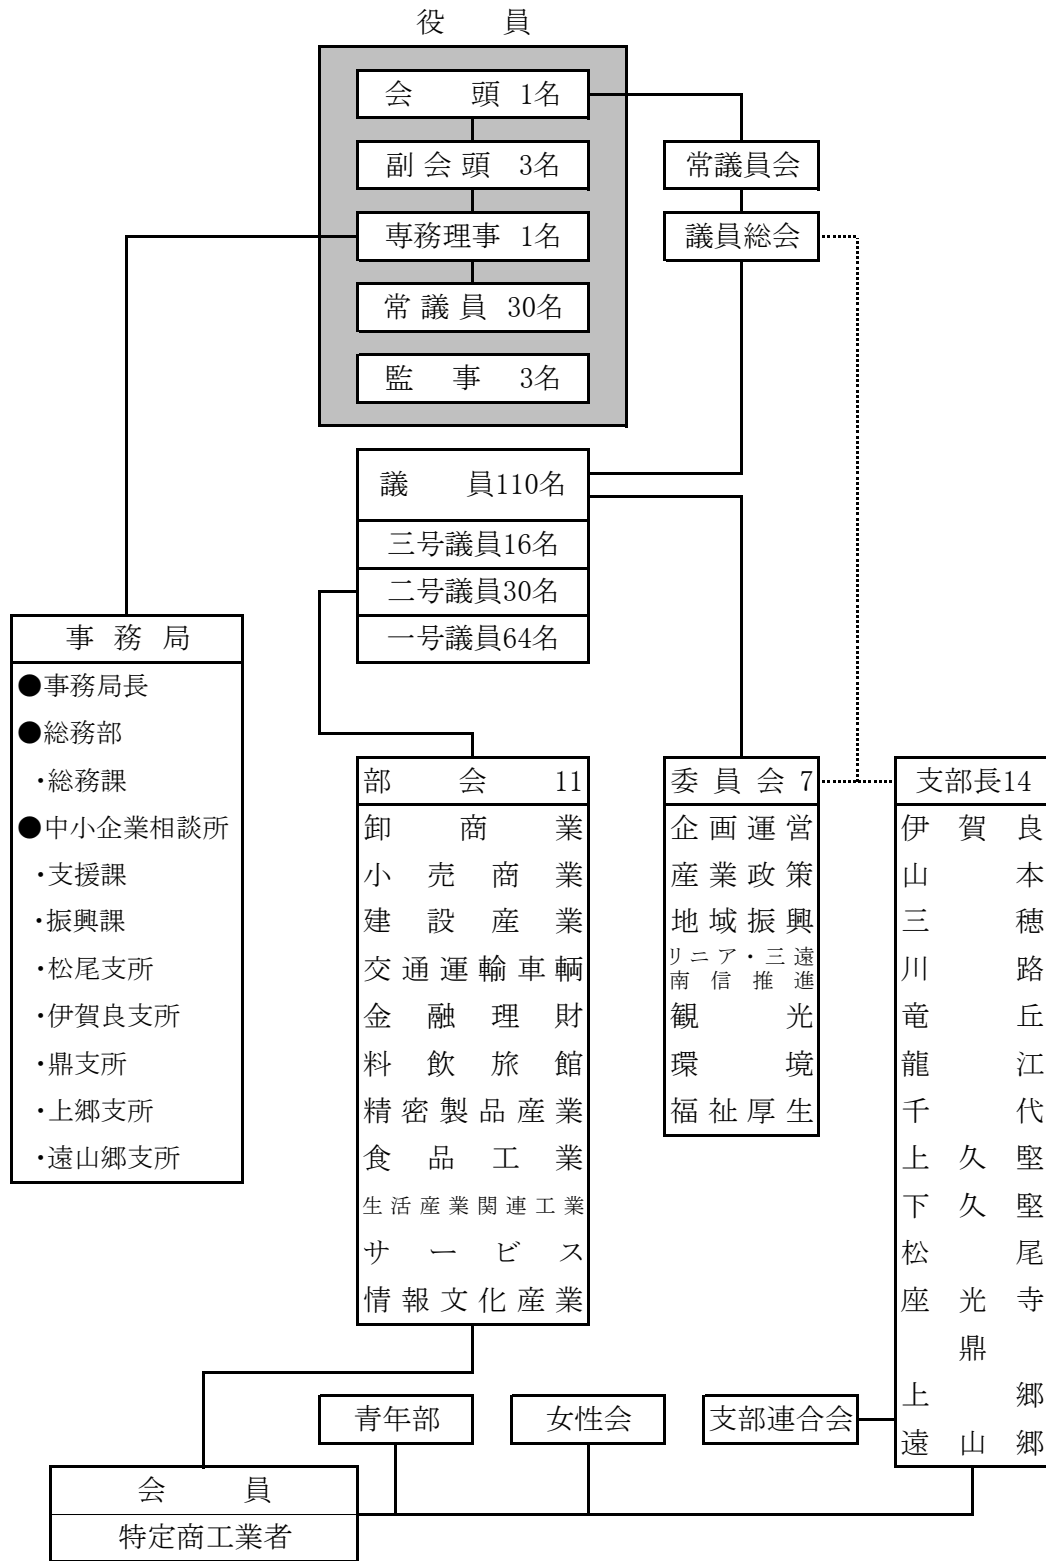 役員
会頭 1名
副会頭 3名
専務理事 1名
常議員 30名
監事 3名
常議員会
議員総会
議員110名
三号議員16名
二号議員30名
一号議員64名
事務局
●事務局長
●総務部
・総務課
●中小企業相談所
・支援課
・振興課
・松尾支所
・伊賀良支所
・鼎支所
・上郷支所
・遠山郷支所
部会 11
卸商業
小売商業
建設産業
交通運輸車輌
金融理財
料飲旅館
精密製品産業
食品工業
生活産業関連工業
サービス
情報文化産業
委員会 7
企画運営
産業政策
地域振興
リニア・三遠
南信推進
観光
環境
福祉厚生
支部長14
伊賀良
山本
三穂
川路
竜丘
龍江
千代
上久堅
下久堅
松尾
座光寺
鼎
上郷
遠山郷
青年部
女性会
支部連合会
会員
特定商工業者